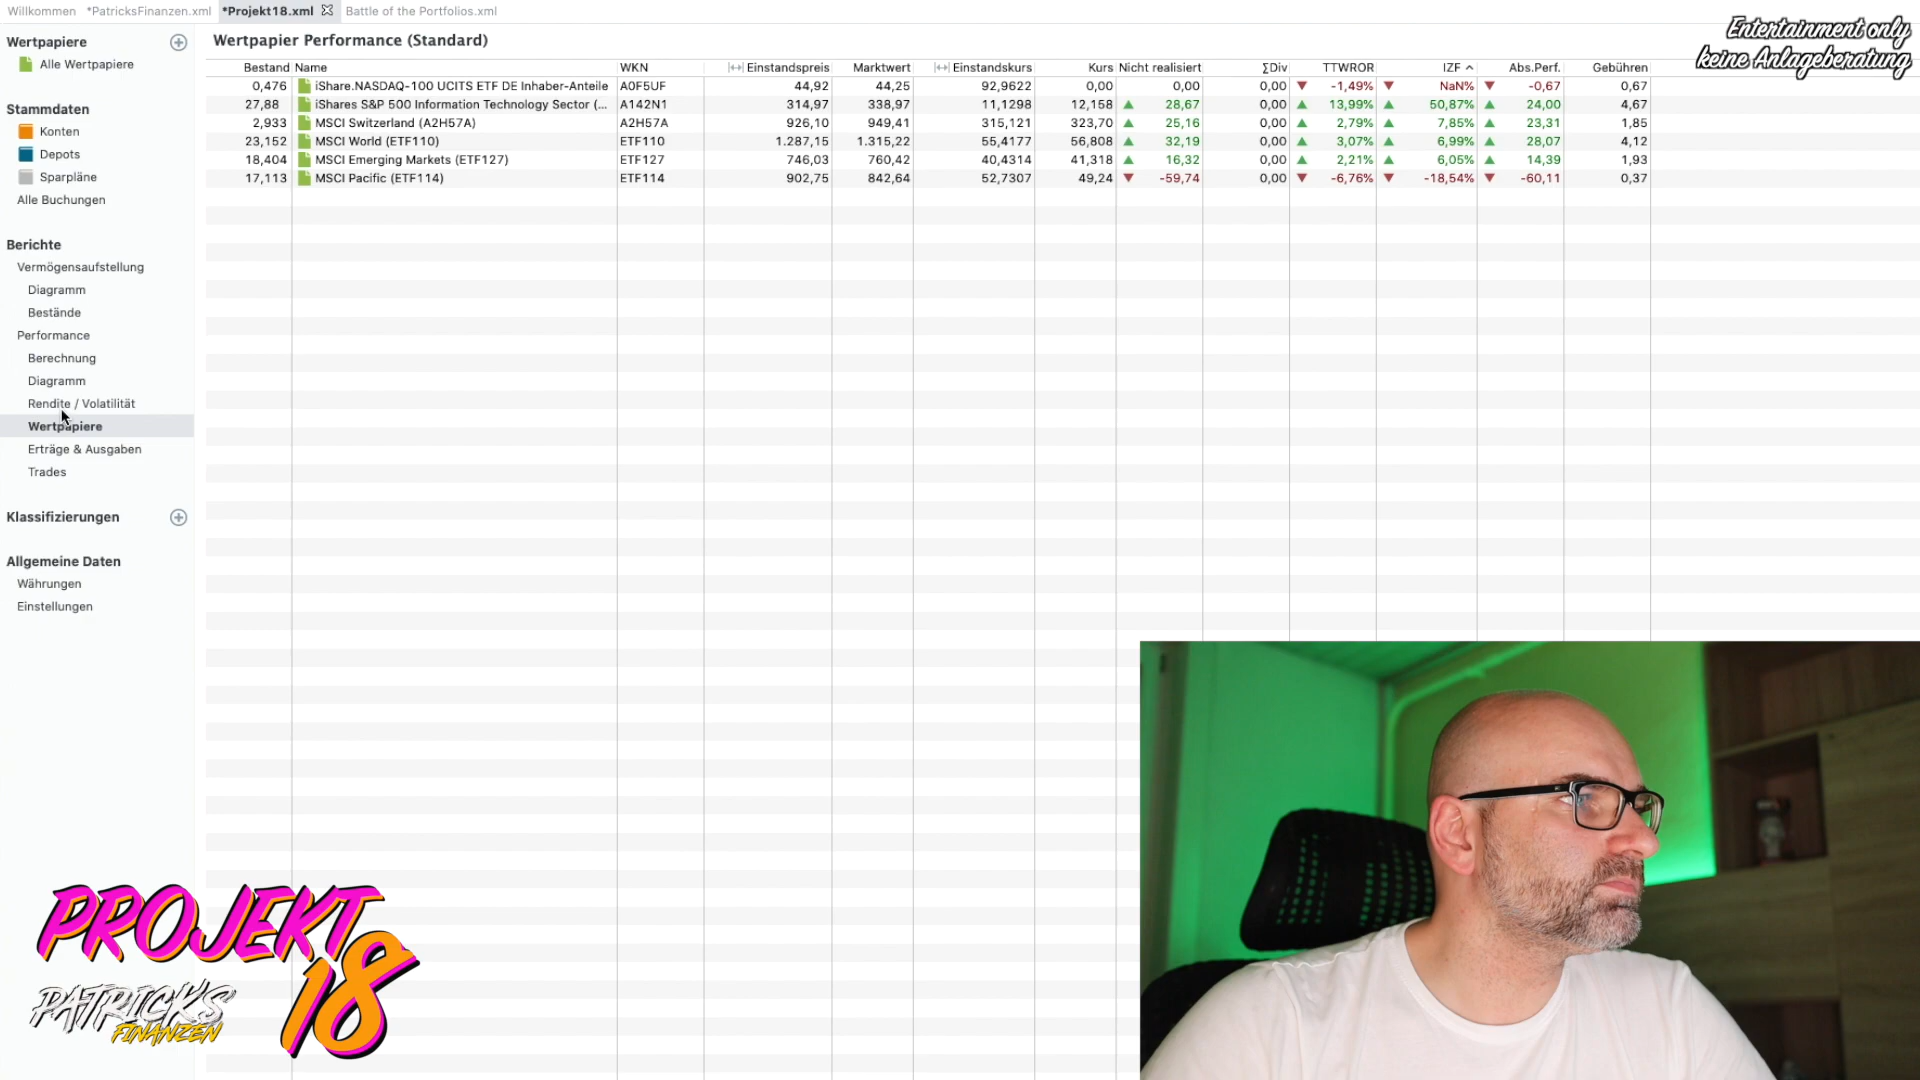 Willkommen *PatricksFinanzen.xml *Projekt18.xml Battle of the Portfolios.xml
Entertainment only
keine Anlageberatung
Wertpapiere
Alle Wertpapiere
Stammdaten
Konten
Depots
Sparpläne
Alle Buchungen
Berichte
Vermögensaufstellung
Diagramm
Bestände
Performance
Berechnung
Diagramm
Rendite / Volatilität
Wertpapiere
Erträge & Ausgaben
Trades
Klassifizierungen
Allgemeine Daten
Währungen
Einstellungen
Wertpapier Performance (Standard)
Bestand Name WKN Einstandspreis Marktwert Einstandskurs Kurs Nicht realisiert ∑Div TTWROR IZF Abs.Perf. Gebühren
0,476 iShare.NASDAQ-100 UCITS ETF DE Inhaber-Anteile A0F5UF 44,92 44,25 92,9622 0,00 0,00 0,00 -1,49% NaN% -0,67 0,67
27,88 iShares S&P 500 Information Technology Sector (... A142N1 314,97 338,97 11,1298 12,158 28,67 0,00 13,99% 50,87% 24,00 4,67
2,933 MSCI Switzerland (A2H57A) A2H57A 926,10 949,41 315,121 323,70 25,16 0,00 2,79% 7,85% 23,31 1,85
23,152 MSCI World (ETF110) ETF110 1.287,15 1.315,22 55,4177 56,808 32,19 0,00 3,07% 6,99% 28,07 4,12
18,404 MSCI Emerging Markets (ETF127) ETF127 746,03 760,42 40,4314 41,318 16,32 0,00 2,21% 6,05% 14,39 1,93
17,113 MSCI Pacific (ETF114) ETF114 902,75 842,64 52,7307 49,24 -59,74 0,00 -6,76% -18,54% -60,11 0,37
PROJEKT
18
PATRICKS
FINANZEN